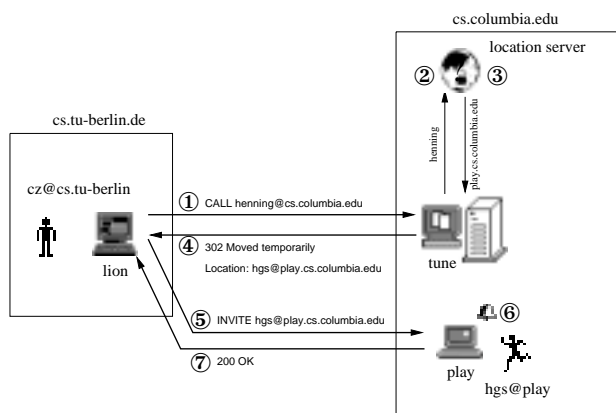 cs.columbia.edu
location server
② ③
henning
play.cs.columbia.edu
cs.tu-berlin.de
cz@cs.tu-berlin
lion
① CALL henning@cs.columbia.edu
④ 302 Moved temporarily
Location: hgs@play.cs.columbia.edu
tune
⑤ INVITE hgs@play.cs.columbia.edu
⑥
⑦ 200 OK
play
hgs@play